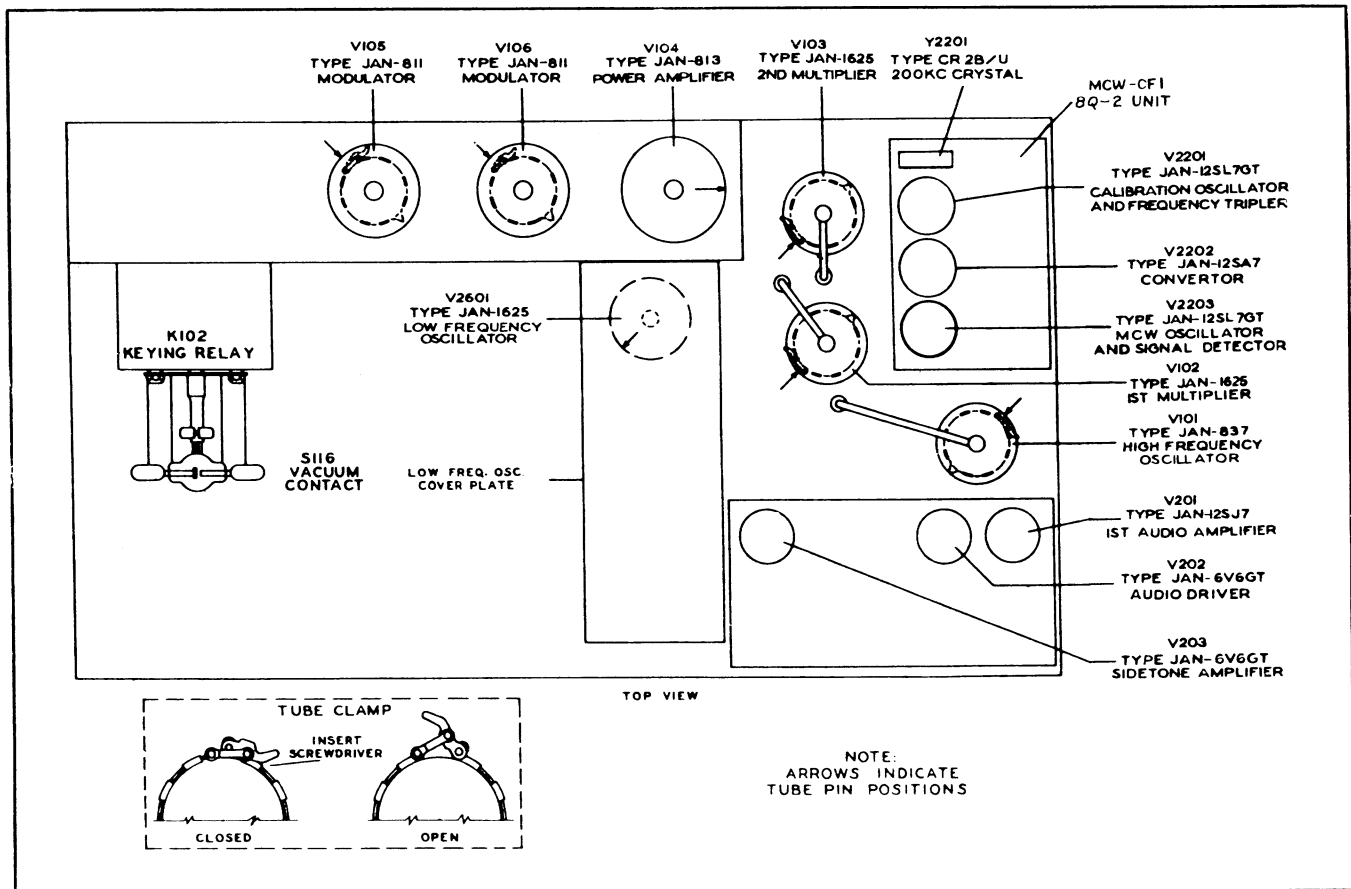 V105
TYPE JAN-811
MODULATOR
V106
TYPE JAN-811
MODULATOR
V104
TYPE JAN-813
POWER AMPLIFIER
V103
TYPE JAN-1625
2ND MULTIPLIER
Y2201
TYPE CR 2B/U
200KC CRYSTAL
MCW-CF1
BQ-2 UNIT
V2201
TYPE JAN-12SL7GT
CALIBRATION OSCILLATOR
AND FREQUENCY TRIPLER
V2202
TYPE JAN-12SA7
CONVERTOR
V2203
TYPE JAN-12SL7GT
MCW OSCILLATOR
AND SIGNAL DETECTOR
V102
TYPE JAN-1625
1ST MULTIPLIER
V101
TYPE JAN-837
HIGH FREQUENCY
OSCILLATOR
V201
TYPE JAN-12SJ7
1ST AUDIO AMPLIFIER
V202
TYPE JAN-6V6GT
AUDIO DRIVER
V203
TYPE JAN-6V6GT
SIDETONE AMPLIFIER
V2601
TYPE JAN-1625
LOW FREQUENCY
OSCILLATOR
K102
KEYING RELAY
S116
VACUUM
CONTACT
LOW FREQ. OSC.
COVER PLATE
TOP VIEW
TUBE CLAMP
INSERT
SCREWDRIVER
CLOSED
OPEN
NOTE:
ARROWS INDICATE
TUBE PIN POSITIONS